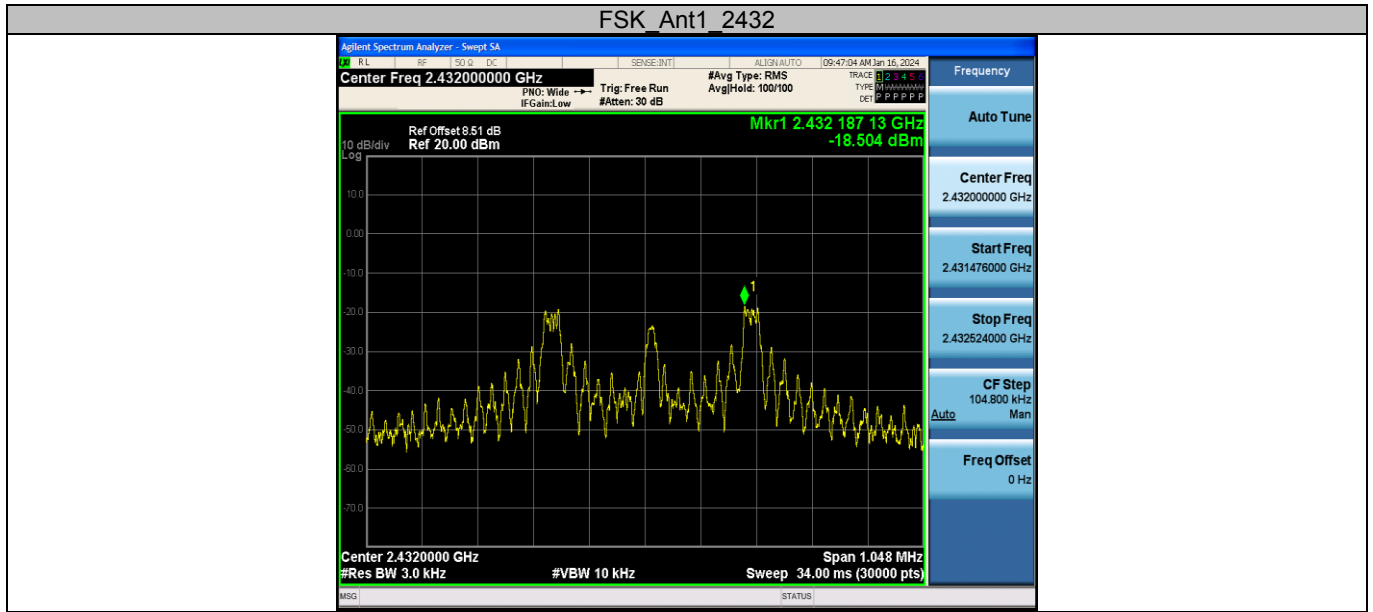 FSK_Ant1_2432
Agilent Spectrum Analyzer - Swept SA
LXI RL RF 50 Ω DC SENSE:INT ALIGN AUTO 09:47:04 AM Jan 16, 2024
Center Freq 2.432000000 GHz
PNO: Wide
IFGain:Low
Trig: Free Run
#Atten: 30 dB
#Avg Type: RMS
Avg|Hold: 100/100
TRACE 1 2 3 4 5 6
TYPE M WWWWW
DET P P P P P P
Mkr1 2.432 187 13 GHz
-18.504 dBm
Ref Offset 8.51 dB
10 dB/div Ref 20.00 dBm
Log
10.0
0.00
-10.0
-20.0
-30.0
-40.0
-50.0
-60.0
-70.0
1
Center 2.4320000 GHz Span 1.048 MHz
#Res BW 3.0 kHz #VBW 10 kHz Sweep 34.00 ms (30000 pts)
MSG STATUS
Frequency
Auto Tune
Center Freq
2.432000000 GHz
Start Freq
2.431476000 GHz
Stop Freq
2.432524000 GHz
CF Step
104.800 kHz
Auto Man
Freq Offset
0 Hz